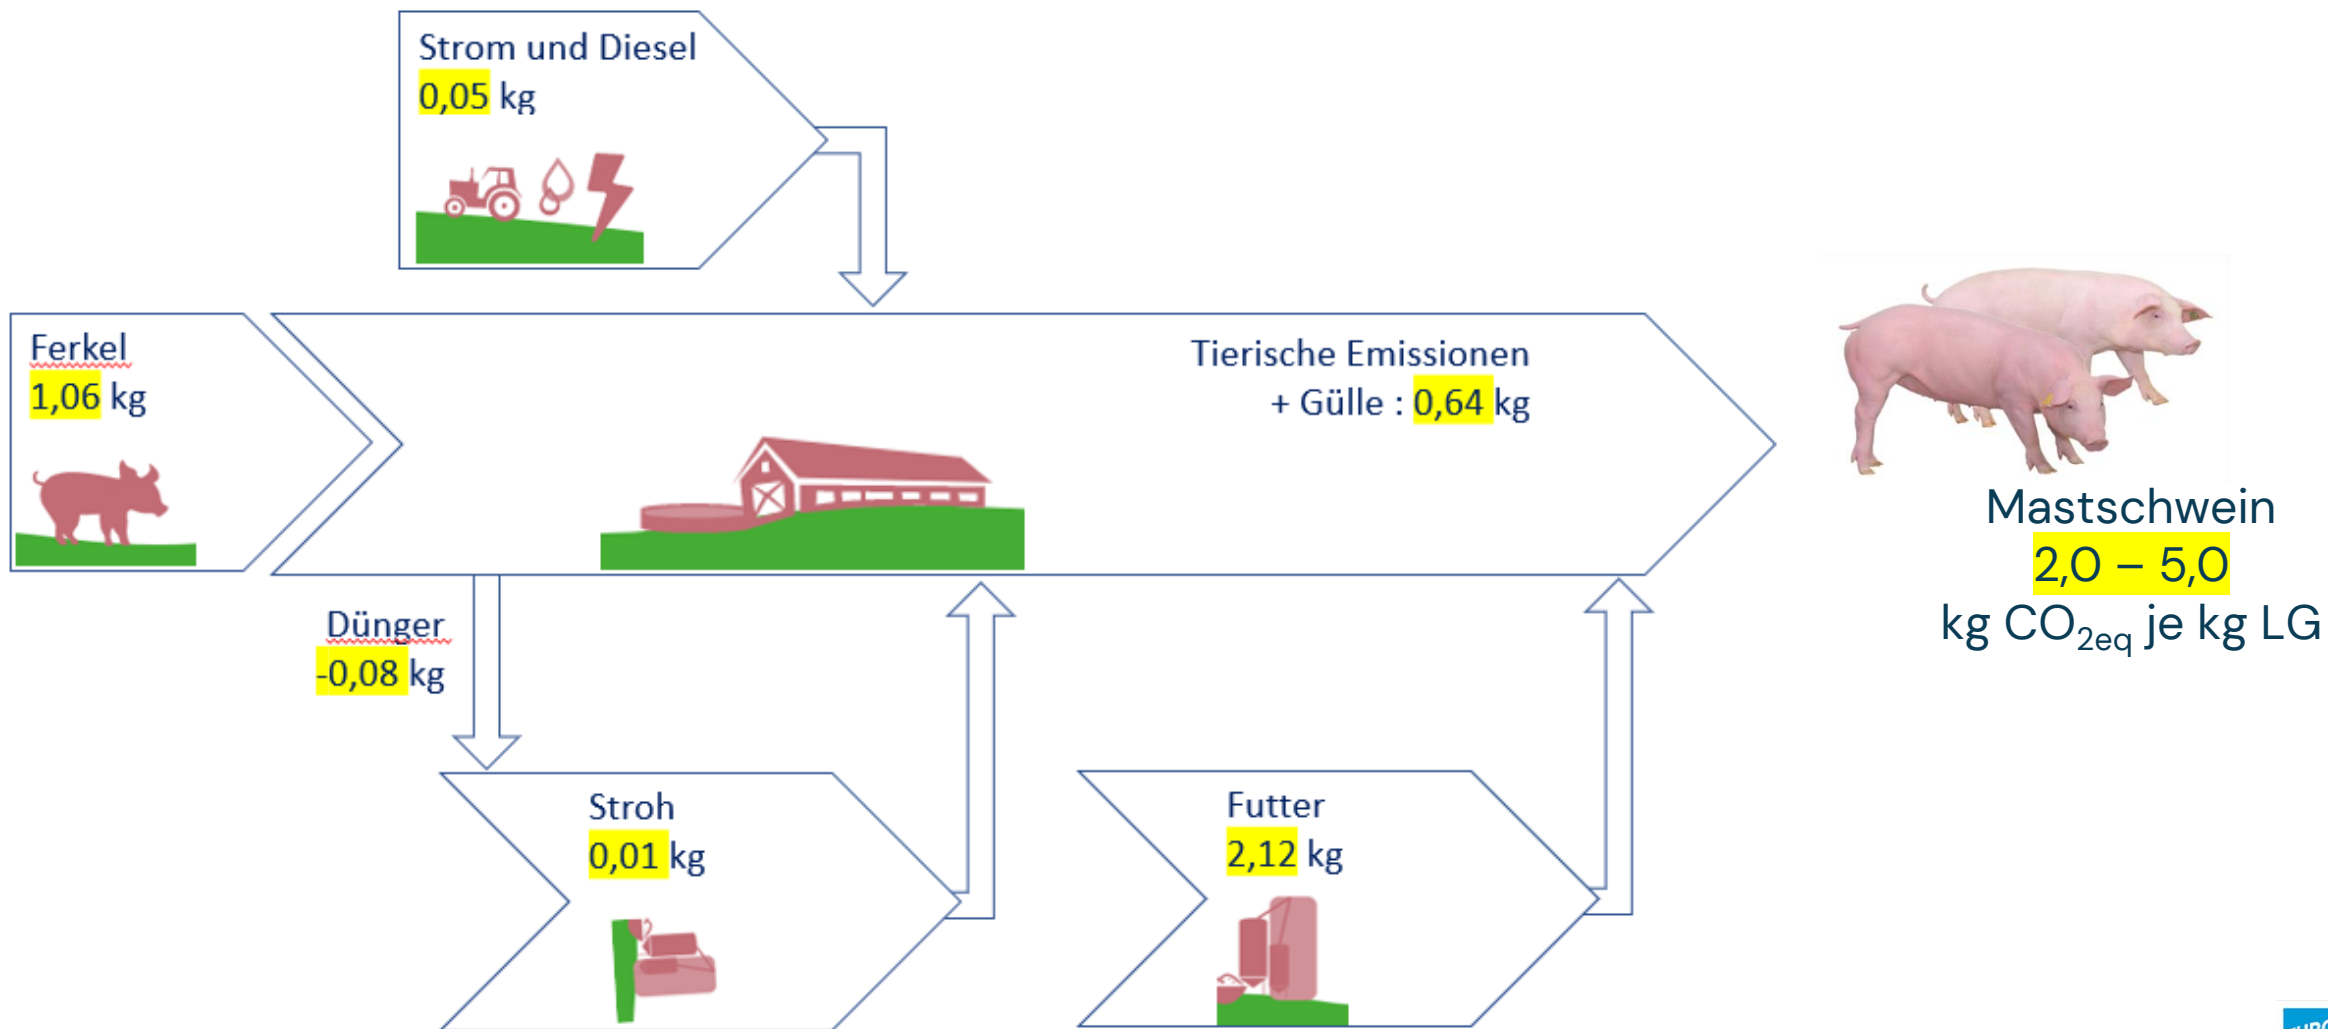 Strom und Diesel
0,05 kg
Ferkel
1,06 kg
Tierische Emissionen
+ Gülle : 0,64 kg
Mastschwein
2,0 – 5,0
kg CO₂eq je kg LG
Dünger
-0,08 kg
Stroh
0,01 kg
Futter
2,12 kg